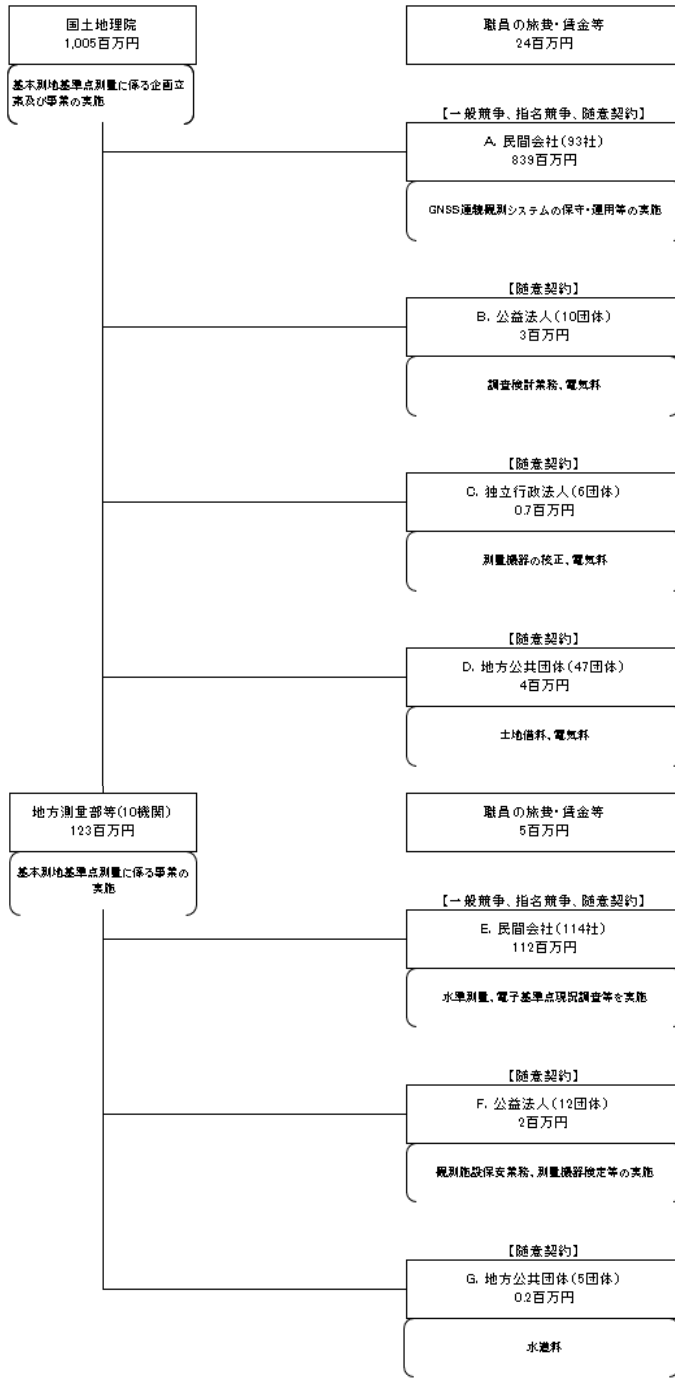 国土地理院
1,005百万円
職員の旅費・賃金等
24百万円
基本測地基準点測量に係る企画立
案及び事業の実施
【一般競争、指名競争、随意契約】
A. 民間会社(93社)
839百万円
GNSS連続観測システムの保守・運用等の実施
【随意契約】
B. 公益法人(10団体)
3百万円
調査検討業務、電気料
【随意契約】
C. 独立行政法人(6団体)
0.7百万円
測量機器の校正、電気料
【随意契約】
D. 地方公共団体(47団体)
4百万円
土地借料、電気料
地方測量部等(10機関)
123百万円
職員の旅費・賃金等
5百万円
基本測地基準点測量に係る事業の
実施
【一般競争、指名競争、随意契約】
E. 民間会社(114社)
112百万円
水準測量、電子基準点現況調査等を実施
【随意契約】
F. 公益法人(12団体)
2百万円
観測施設保安業務、測量機器検定等の実施
【随意契約】
G. 地方公共団体(5団体)
0.2百万円
水道料